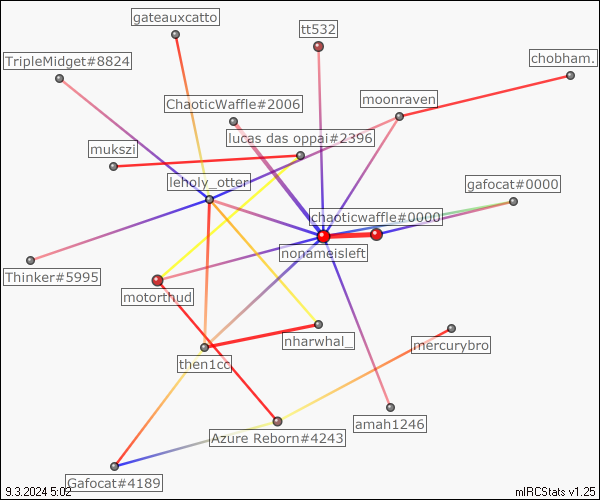 gateauxcatto
tt532
TripleMidget#8824
chobham.
ChaoticWaffle#2006
moonraven
lucas das oppai#2396
mukszi
leholy_otter
gafocat#0000
chaoticwaffle#0000
nonameisleft
Thinker#5995
motorthud
nharwhal_
mercurybro
then1cc
amah1246
Azure Reborn#4243
Gafocat#4189
9.3.2024 5:02
mIRCStats v1.25